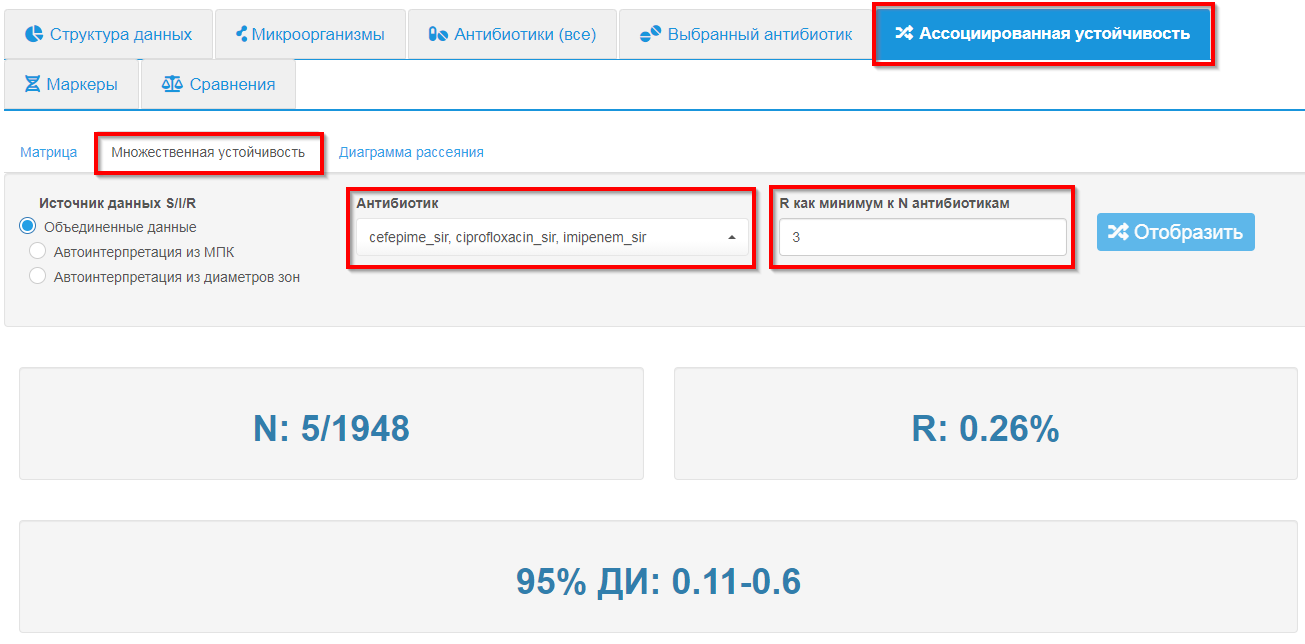 Структура данных
Микроорганизмы
Антибиотики (все)
Выбранный антибиотик
Ассоциированная устойчивость
Маркеры
Сравнения
Матрица
Множественная устойчивость
Диаграмма рассеяния
Источник данных S/I/R
Объединенные данные
Автоинтерпретация из МПК
Автоинтерпретация из диаметров зон
Антибиотик
cefepime_sir, ciprofloxacin_sir, imipenem_sir
R как минимум к N антибиотикам
3
Отобразить
N: 5/1948
R: 0.26%
95% ДИ: 0.11-0.6